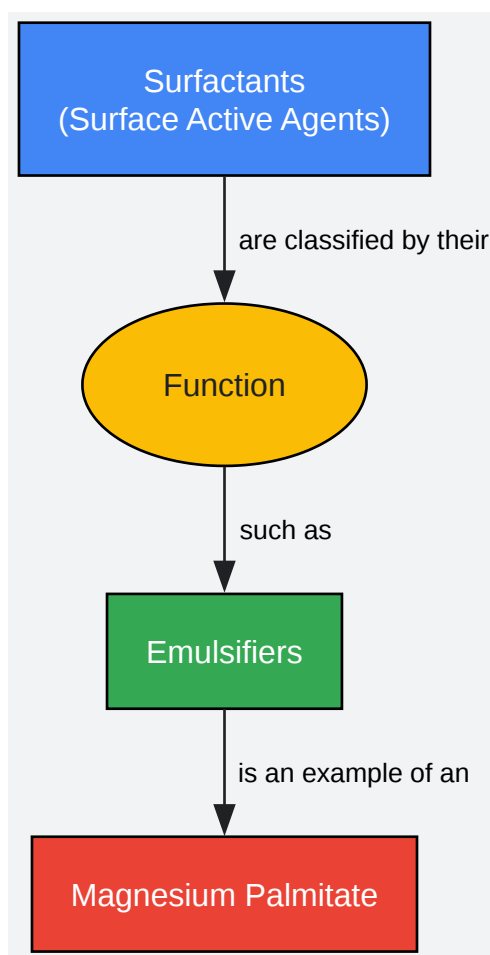 Surfactants
(Surface Active Agents)
are classified by their
Function
such as
Emulsifiers
is an example of an
Magnesium Palmitate